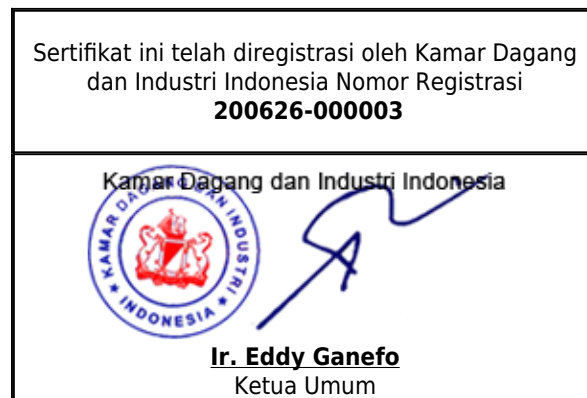 Sertifikat ini telah diregistrasi oleh Kamar Dagang
dan Industri Indonesia Nomor Registrasi
200626-000003
Kamar Dagang dan Industri Indonesia
KAMAR DAGANG DAN INDUSTRI
INDONESIA
Ir. Eddy Ganefo
Ketua Umum